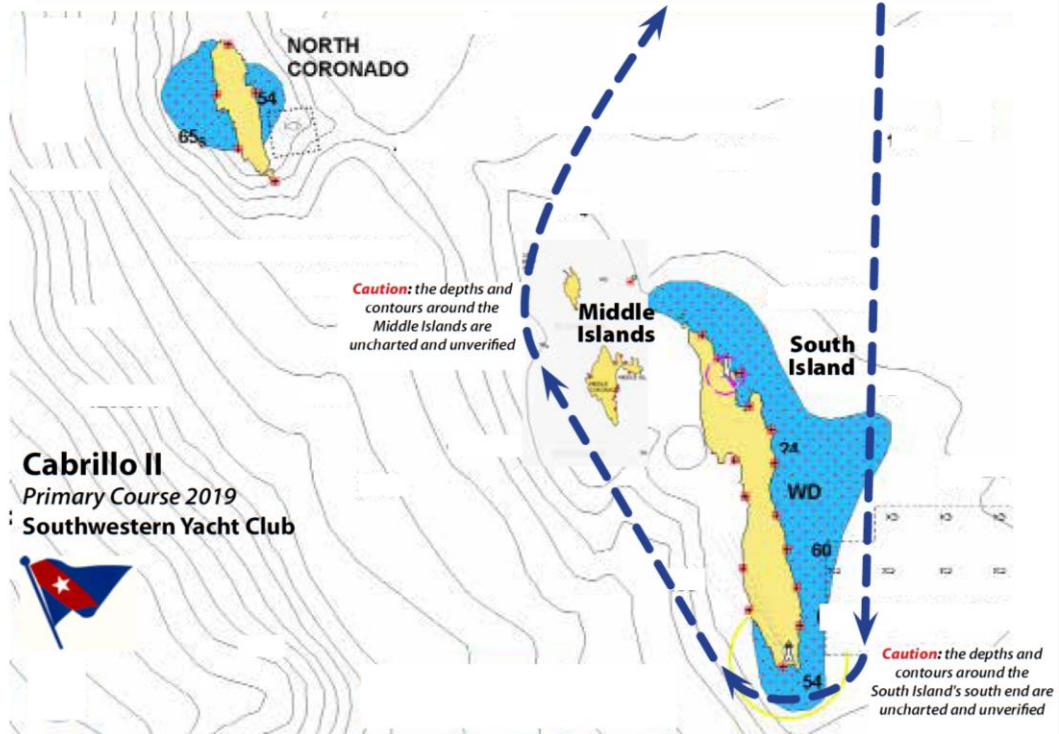 NORTH
CORONADO
54
65
Caution: the depths and
contours around the
Middle Islands are
uncharted and unverified
Middle
Islands
South
Island
Cabrillo II
Primary Course 2019
Southwestern Yacht Club
WD
60
54
Caution: the depths and
contours around the
South Island's south end are
uncharted and unverified